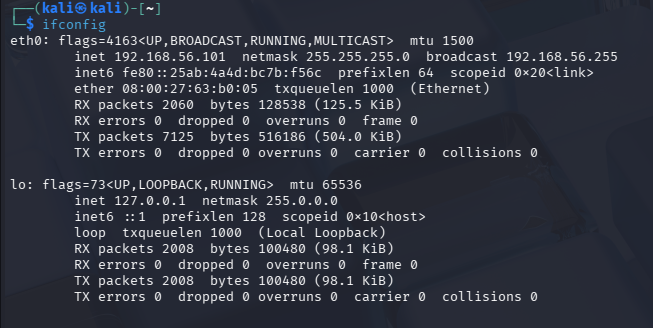 ┌──(kali㉿kali)-[~]
└─$ ifconfig
eth0: flags=4163<UP,BROADCAST,RUNNING,MULTICAST>  mtu 1500
        inet 192.168.56.101  netmask 255.255.255.0  broadcast 192.168.56.255
        inet6 fe80::25ab:4a4d:bc7b:f56c  prefixlen 64  scopeid 0×20<link>
        ether 08:00:27:63:b0:05  txqueuelen 1000  (Ethernet)
        RX packets 2060  bytes 128538 (125.5 KiB)
        RX errors 0  dropped 0  overruns 0  frame 0
        TX packets 7125  bytes 516186 (504.0 KiB)
        TX errors 0  dropped 0 overruns 0  carrier 0  collisions 0

lo: flags=73<UP,LOOPBACK,RUNNING>  mtu 65536
        inet 127.0.0.1  netmask 255.0.0.0
        inet6 ::1  prefixlen 128  scopeid 0×10<host>
        loop  txqueuelen 1000  (Local Loopback)
        RX packets 2008  bytes 100480 (98.1 KiB)
        RX errors 0  dropped 0  overruns 0  frame 0
        TX packets 2008  bytes 100480 (98.1 KiB)
        TX errors 0  dropped 0 overruns 0  carrier 0  collisions 0